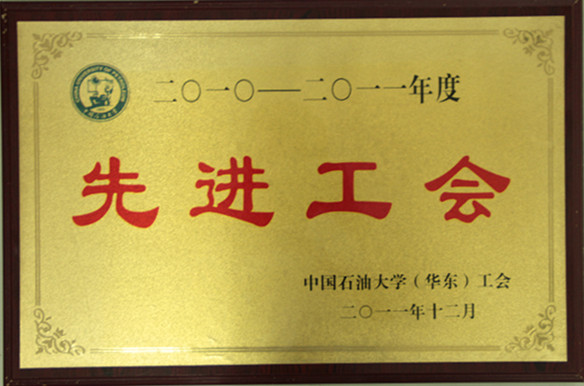 二〇一〇—二〇一一年度
先进工会
中国石油大学（华东）工会
二〇一一年十二月